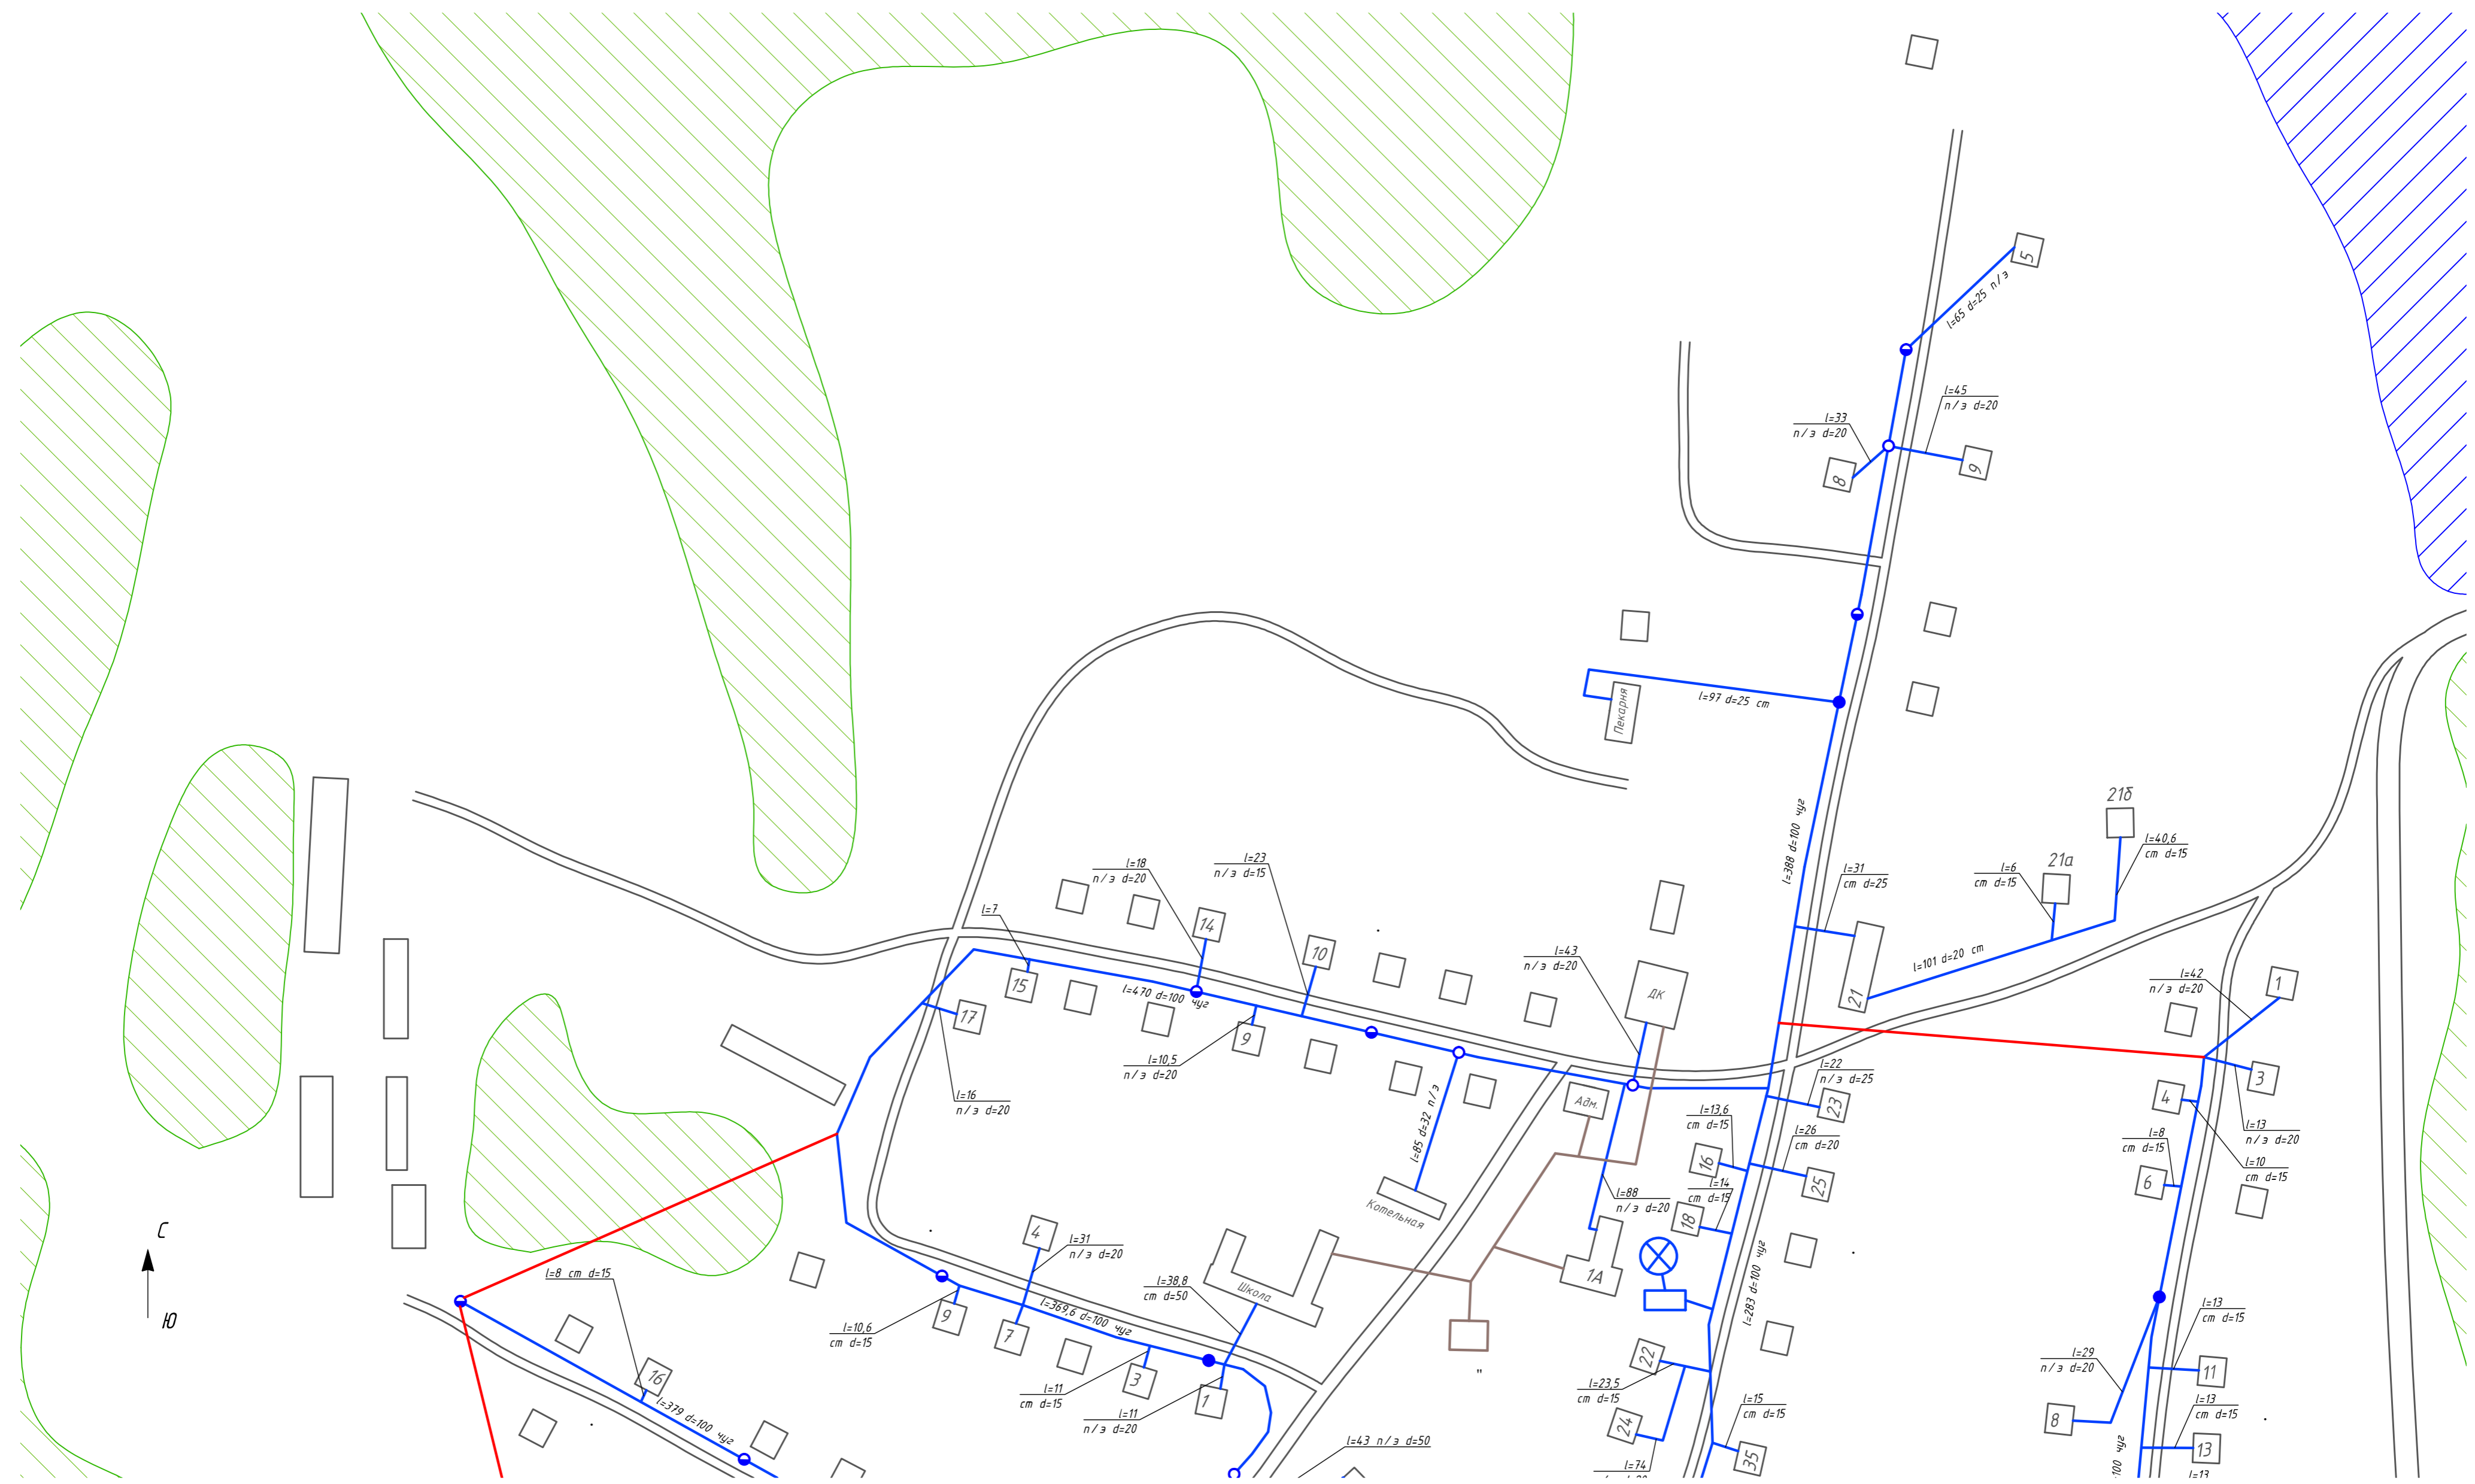 5
l=65 d=25 п/э
l=45
п/э d=20
l=33
п/э d=20
8
9
Пекарня
l=97 d=25 ст
l=388 d=100 чуг
21б
l=40,6
ст d=15
21а
l=6
ст d=15
l=31
ст d=25
l=101 d=20 ст
21
l=18
п/э d=20
l=23
п/э d=15
l=7
14
10
15
17
9
l=470 d=100 чуг
l=10,5
п/э d=20
l=16
п/э d=20
l=43
п/э d=20
ДК
Адм.
l=85 d=32 п/э
Котельная
l=42
п/э d=20
1
3
4
6
l=13
п/э d=20
l=10
ст d=15
l=8
ст d=15
l=22
п/э d=25
23
l=13,6
ст d=15
l=26
ст d=20
16
25
l=14
ст d=15
18
l=88
п/э d=20
1А
l=283 d=100 чуг
С
Ю
4
l=31
п/э d=20
l=38,8
ст d=50
Школа
l=8 ст d=15
9
7
3
1
l=369,6 d=100 чуг
l=10,6
ст d=15
l=11
ст d=15
l=11
п/э d=20
16
l=379 d=100 чуг
l=43 п/э d=50
"
22
24
l=23,5
ст d=15
l=15
ст d=15
35
l=74
l=29
п/э d=20
8
l=13
ст d=15
11
l=13
ст d=15
13
l=13
=100 чуг